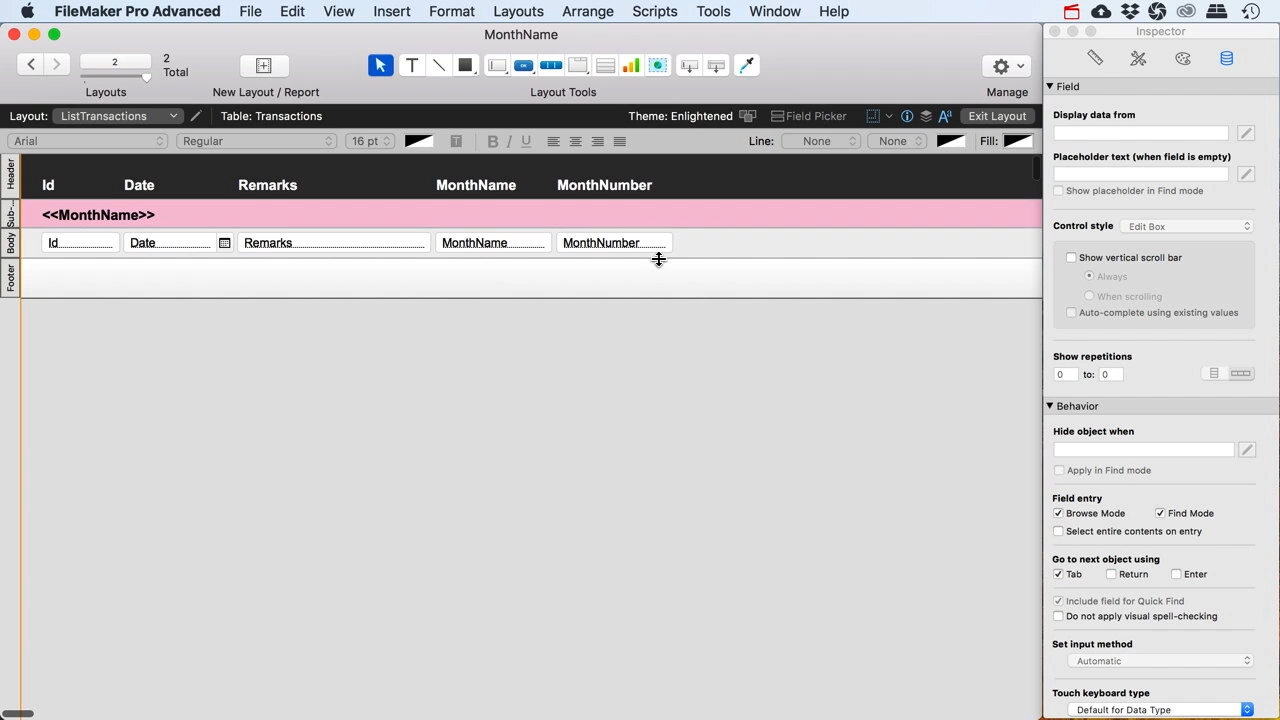 FileMaker Pro Advanced File Edit View Insert Format Layouts Arrange Scripts Tools Window Help
MonthName
Inspector
2
2
Total
Layouts
New Layout / Report
Layout Tools
Manage
Layout: ListTransactions Table: Transactions Theme: Enlightened Field Picker Aª Exit Layout
Arial Regular 16 pt T B I U Line: None None Fill:
Header
Id Date Remarks MonthName MonthNumber
Sub-...
<<MonthName>>
Body
Id Date Remarks MonthName MonthNumber
Footer
Field
Display data from
Placeholder text (when field is empty)
Show placeholder in Find mode
Control style Edit Box
Show vertical scroll bar
Always
When scrolling
Auto-complete using existing values
Show repetitions
0 to: 0
Behavior
Hide object when
Apply in Find mode
Field entry
Browse Mode Find Mode
Select entire contents on entry
Go to next object using
Tab Return Enter
Include field for Quick Find
Do not apply visual spell-checking
Set input method
Automatic
Touch keyboard type
Default for Data Type